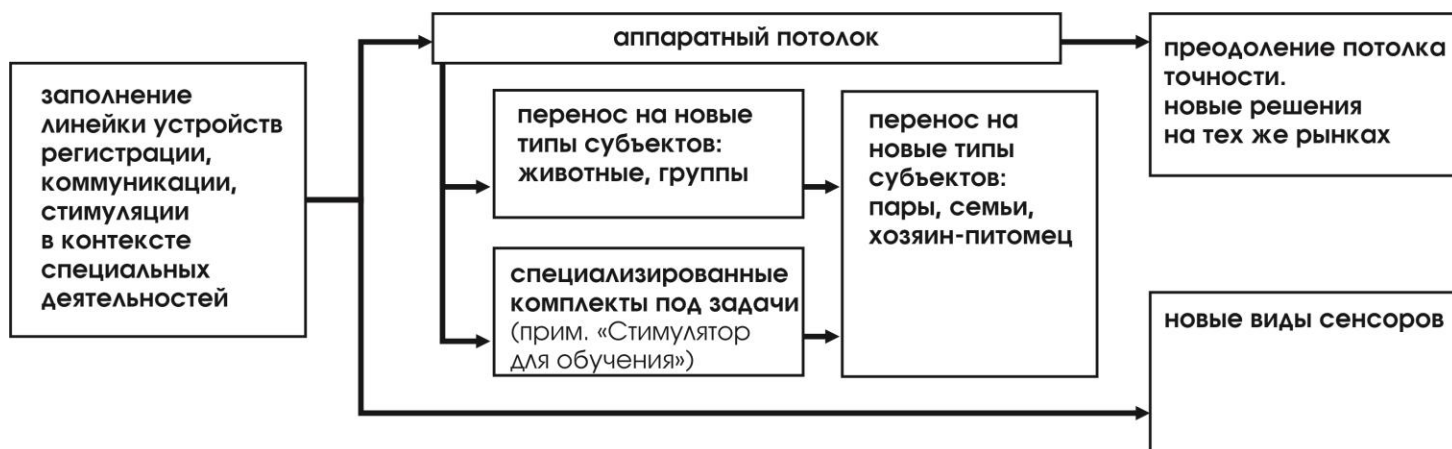 аппаратный потолок
заполнение
линейки устройств
регистрации,
коммуникации,
стимуляции
в контексте
специальных
деятельностей
перенос на новые
типы субъектов:
животные, группы
специализированные
комплекты под задачи
(прим. «Стимулятор
для обучения»)
перенос на
новые типы
субъектов:
пары, семьи,
хозяин-питомец
преодоление потолка
точности.
новые решения
на тех же рынках
новые виды сенсоров